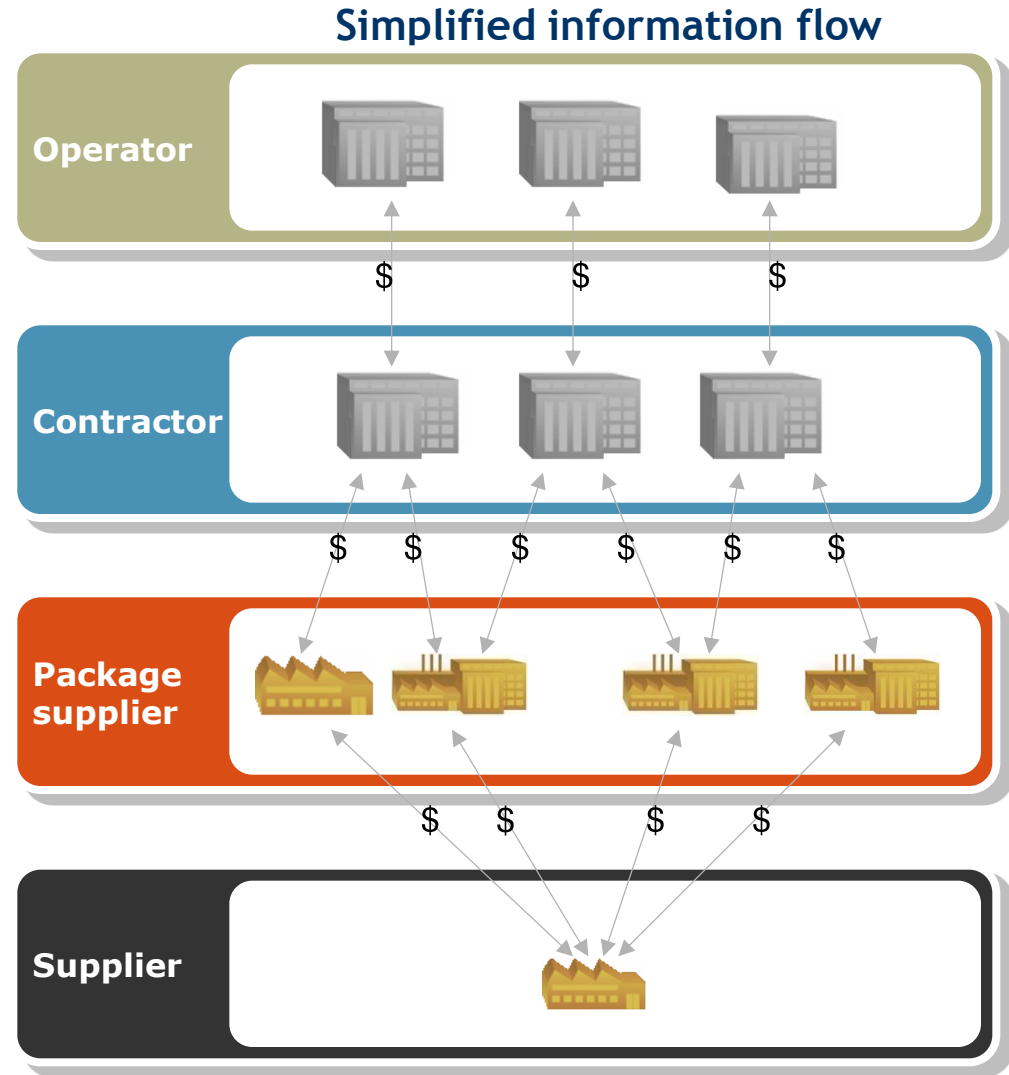 Simplified information flow
Operator
$ $ $
Contractor
$ $ $ $ $ $
Package
supplier
$ $ $ $
Supplier